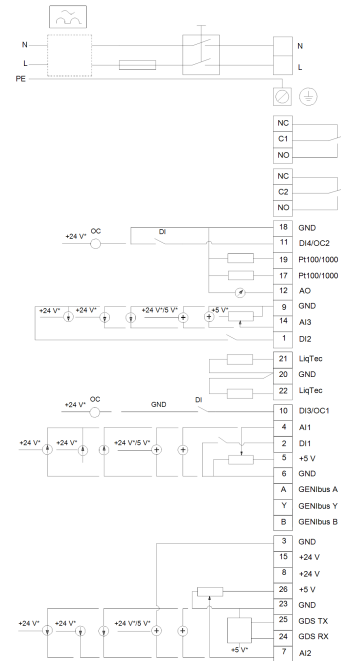 N N
L L
PE
NC
C1
NO
NC
C2
NO
18 GND
+24 V* OC DI 11 DI4/OC2
19 Pt100/1000
17 Pt100/1000
12 AO
9 GND
+24 V* +24 V* +24 V*/5 V* +5 V* 14 AI3
1 DI2
21 LiqTec
20 GND
22 LiqTec
+24 V* OC GND DI 10 DI3/OC1
4 AI1
2 DI1
+24 V* +24 V* +24 V*/5 V* 5 +5 V
6 GND
A GENIbus A
Y GENIbus Y
B GENIbus B
3 GND
15 +24 V
8 +24 V
26 +5 V
23 GND
+24 V* +24 V* +24 V*/5 V* 25 GDS TX
24 GDS RX
+5 V* 7 AI2